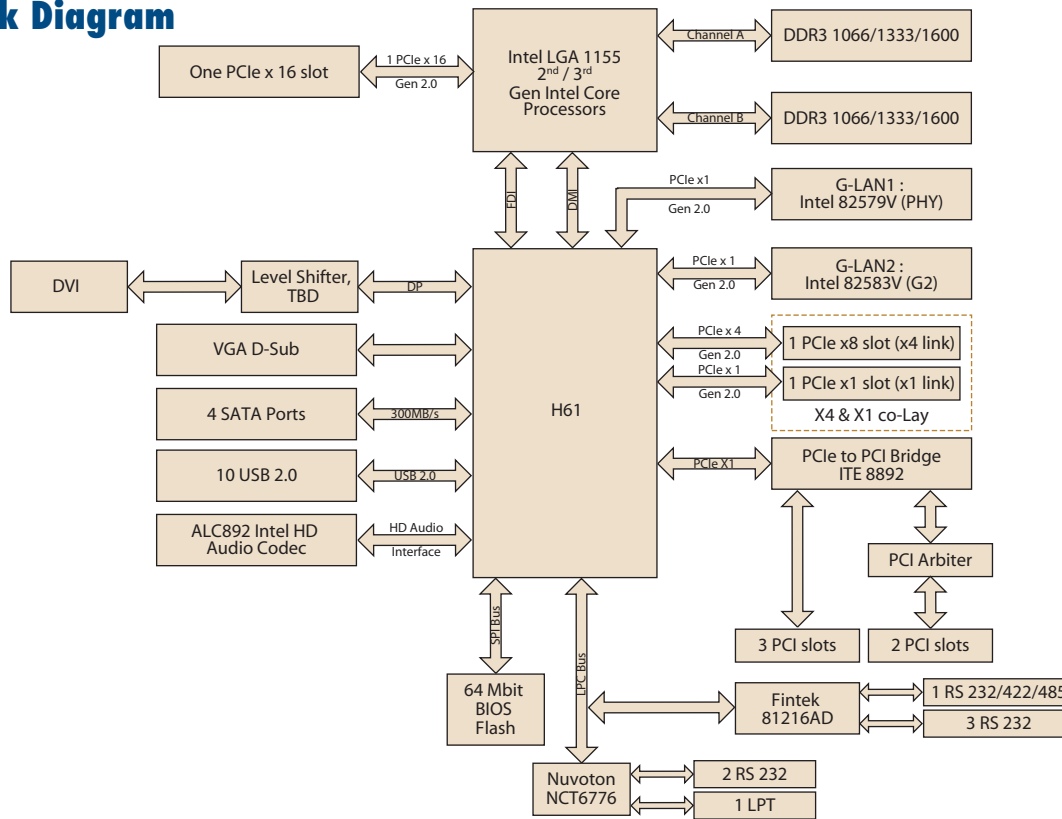 k Diagram
One PCIe x 16 slot
1 PCIe x 16
Gen 2.0
Intel LGA 1155
2nd / 3rd
Gen Intel Core
Processors
Channel A
DDR3 1066/1333/1600
Channel B
DDR3 1066/1333/1600
FDI
DMI
PCIe x1
Gen 2.0
G-LAN1 :
Intel 82579V (PHY)
DVI
Level Shifter,
TBD
DP
PCIe x 1
Gen 2.0
G-LAN2 :
Intel 82583V (G2)
VGA D-Sub
H61
PCIe x 4
Gen 2.0
1 PCIe x8 slot (x4 link)
PCIe x 1
Gen 2.0
1 PCIe x1 slot (x1 link)
X4 & X1 co-Lay
4 SATA Ports
300MB/s
10 USB 2.0
USB 2.0
PCIe X1
PCIe to PCI Bridge
ITE 8892
ALC892 Intel HD
Audio Codec
HD Audio
Interface
PCI Arbiter
3 PCI slots
2 PCI slots
SPI Bus
LPC Bus
64 Mbit
BIOS
Flash
Fintek
81216AD
1 RS 232/422/485
3 RS 232
Nuvoton
NCT6776
2 RS 232
1 LPT